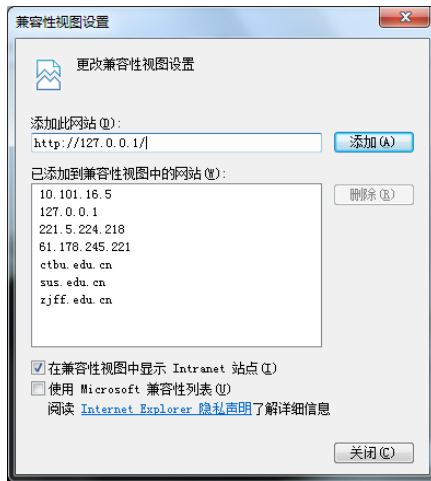 兼容性视图设置
更改兼容性视图设置
添加此网站(D):
http://127.0.0.1/
添加(A)
已添加到兼容性视图中的网站(W):
删除(R)
10.101.16.5
127.0.0.1
221.5.224.218
61.178.245.221
ctbu.edu.cn
sus.edu.cn
zjff.edu.cn
在兼容性视图中显示 Intranet 站点(I)
使用 Microsoft 兼容性列表(U)
阅读 Internet Explorer 隐私声明了解详细信息
关闭(C)